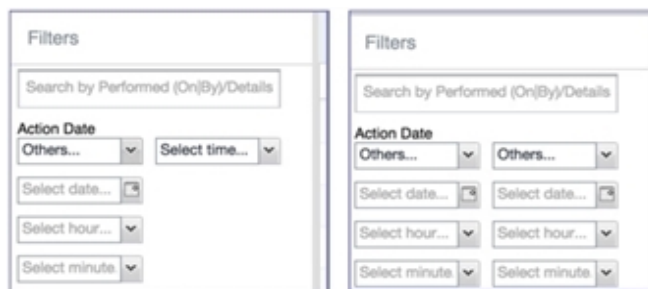 Filters
Search by Performed (On|By)/Details
Action Date
Others... Select time...
Select date...
Select hour...
Select minute.
Filters
Search by Performed (On|By)/Details
Action Date
Others... Others...
Select date... Select date...
Select hour... Select hour...
Select minute. Select minute.